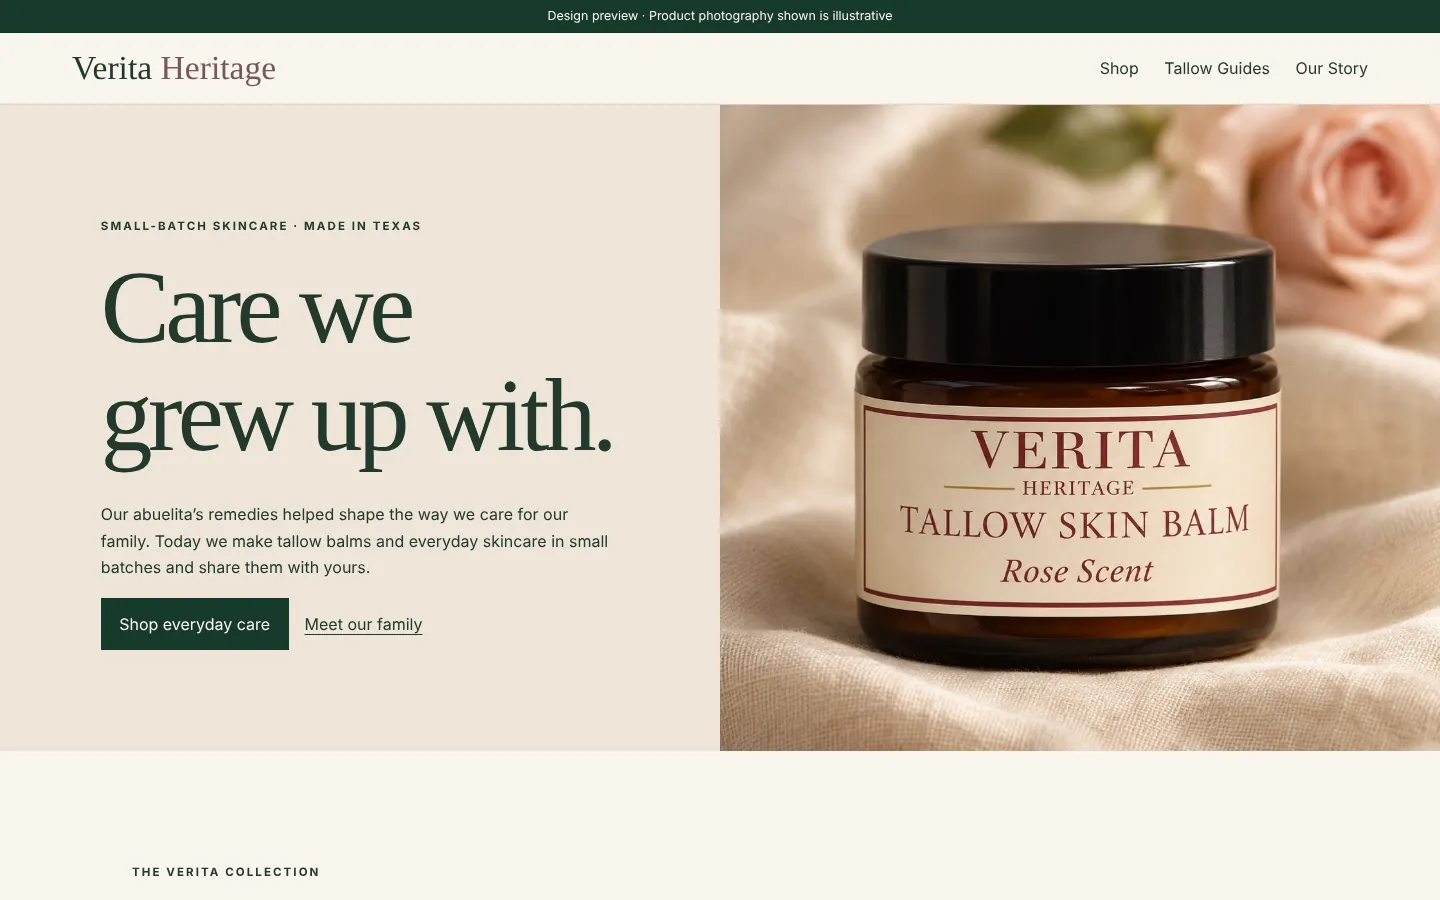 Design preview · Product photography shown is illustrative
Verita Heritage
Shop
Tallow Guides
Our Story
SMALL-BATCH SKINCARE · MADE IN TEXAS
Care we
grew up with.
Our abuelita’s remedies helped shape the way we care for our
family. Today we make tallow balms and everyday skincare in small
batches and share them with yours.
Shop everyday care
Meet our family
VERITA
HERITAGE
TALLOW SKIN BALM
Rose Scent
THE VERITA COLLECTION